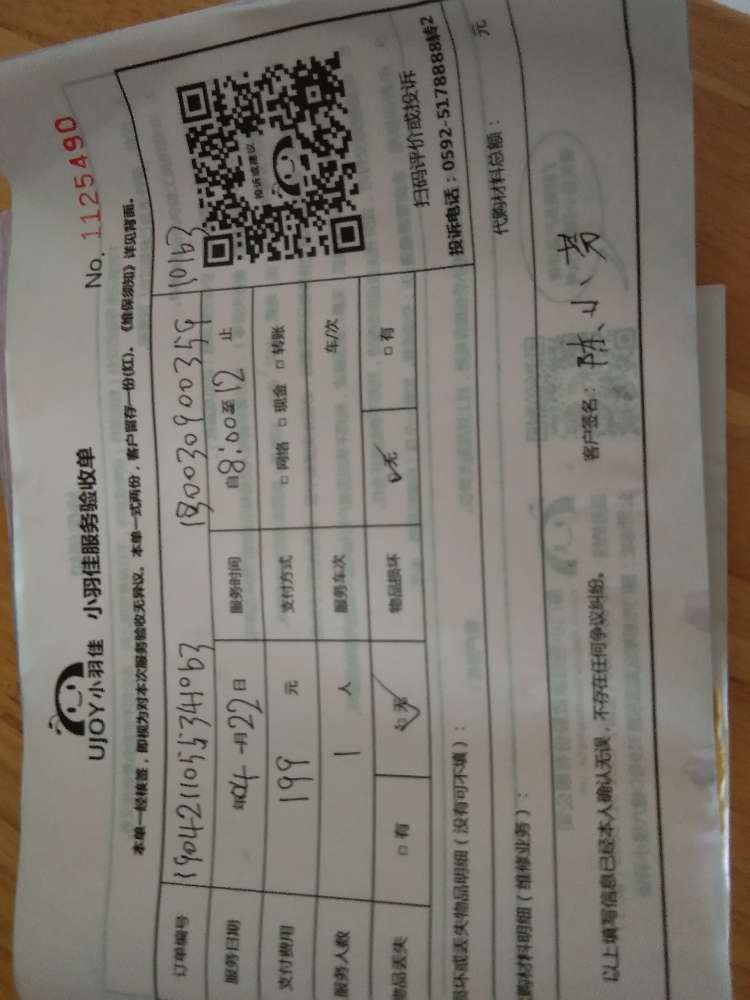 No. 1125490
UJOY小羽佳 小羽佳服务验收单
本单一经核签，即视为对本次服务验收无异议。本单一式两份，客户留存一份(红)。《维保须知》详见背面。
订单编号 1904211055341063 180030900359 10163
服务日期 年04月22日 服务时间 自8:00至12止
支付费用 199 元 支付方式 □网络 □现金 □转账
服务人数 1 人 服务车次 车/次
物品丢失 □有 □无 物品损坏 □无 □有
投诉或建议
扫码评价或投诉
投诉电话：0592-5178888转2
损坏或丢失物品明细（没有可不填）：
购材料明细（维修业务）： 代购材料总额： 元
以上填写信息已经本人确认无误，不存在任何争议纠纷。 客户签名：陈小芳